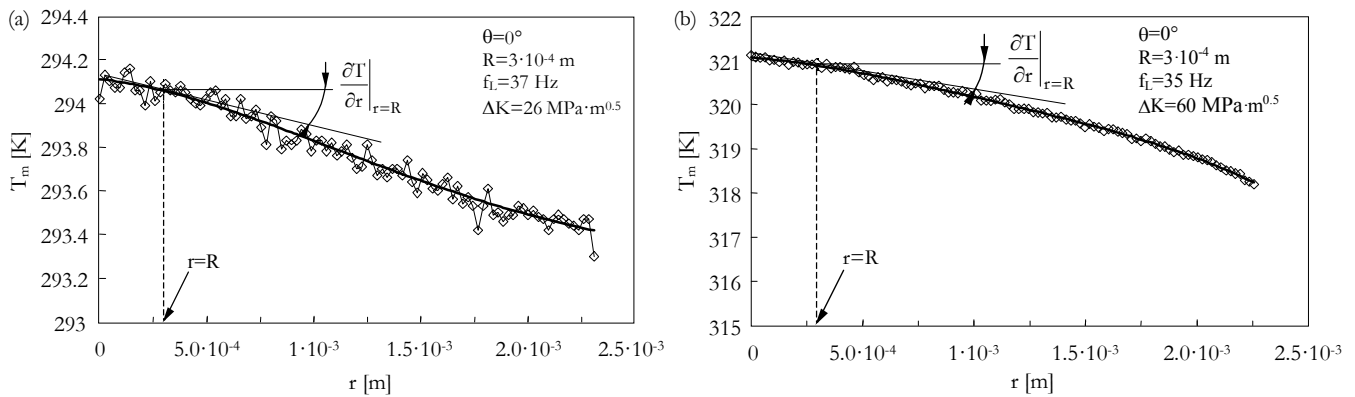 (a)
294.4
294.2
294
293.8
293.6
293.4
293.2
293
T_m [K]
θ=0°
R=3·10⁻⁴ m
f_L=37 Hz
ΔK=26 MPa·m^0.5
∂T/∂r|r=R
r=R
0
5.0·10⁻⁴
1·10⁻³
1.5·10⁻³
2.0·10⁻³
2.5·10⁻³
r [m]
(b)
322
321
320
319
318
317
316
315
T_m [K]
θ=0°
R=3·10⁻⁴ m
f_L=35 Hz
ΔK=60 MPa·m^0.5
∂T/∂r|r=R
r=R
0
5.0·10⁻⁴
1·10⁻³
1.5·10⁻³
2.0·10⁻³
2.5·10⁻³
r [m]